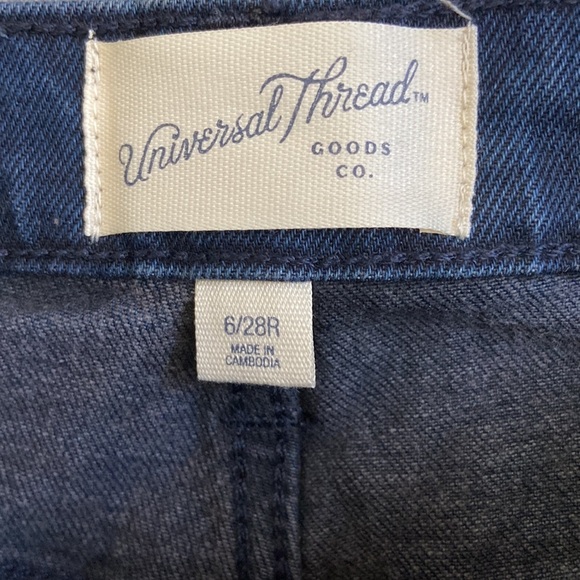 Universal Thread™
GOODS
CO.
6/28R
MADE IN
CAMBODIA